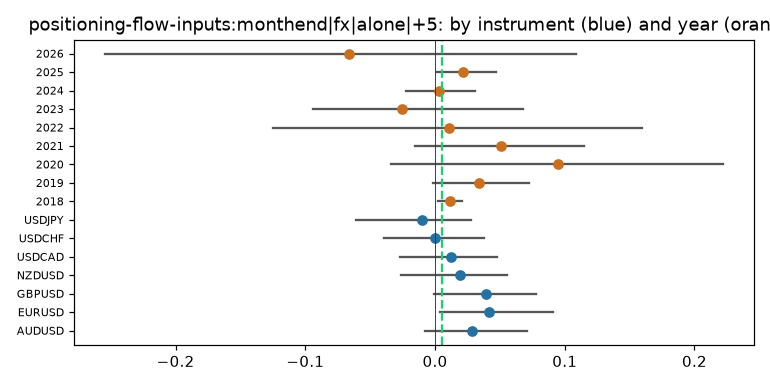 positioning-flow-inputs:monthend|fx|alone|+5: by instrument (blue) and year (oran
2026
2025
2024
2023
2022
2021
2020
2019
2018
USDJPY
USDCHF
USDCAD
NZDUSD
GBPUSD
EURUSD
AUDUSD
−0.2 −0.1 0.0 0.1 0.2